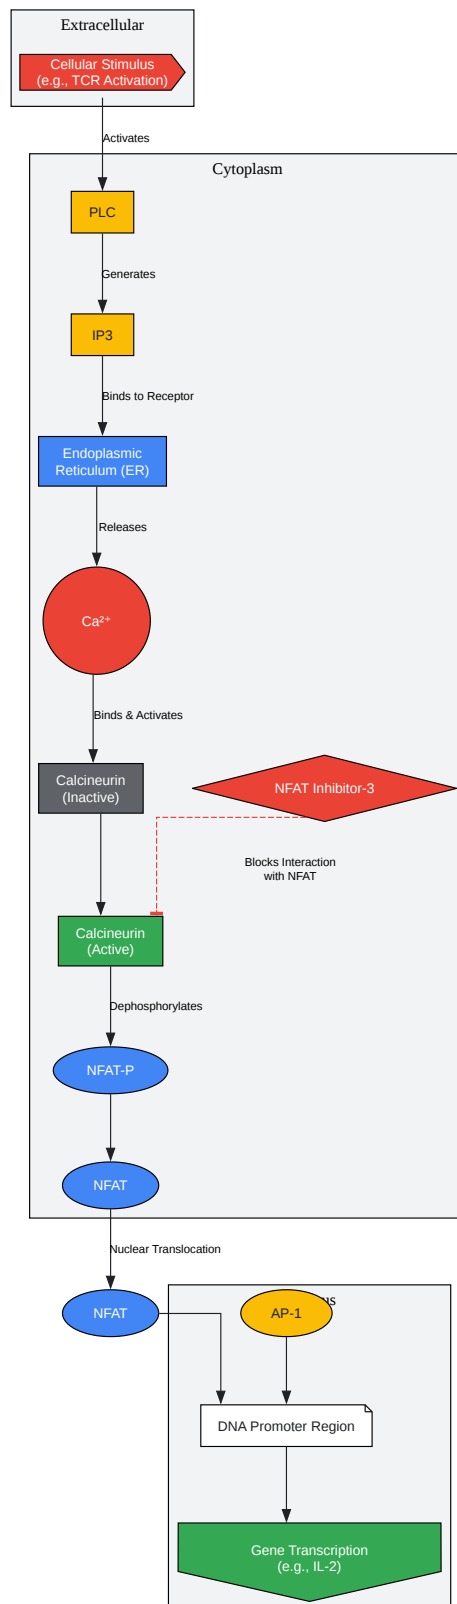 Extracellular
Cellular Stimulus
(e.g., TCR Activation)
Activates
Cytoplasm
PLC
Generates
IP3
Binds to Receptor
Endoplasmic
Reticulum (ER)
Releases
Ca²⁺
Binds & Activates
Calcineurin
(Inactive)
NFAT Inhibitor-3
Blocks Interaction
with NFAT
Calcineurin
(Active)
Dephosphorylates
NFAT-P
NFAT
Nuclear Translocation
NFAT
AP-1
DNA Promoter Region
Gene Transcription
(e.g., IL-2)